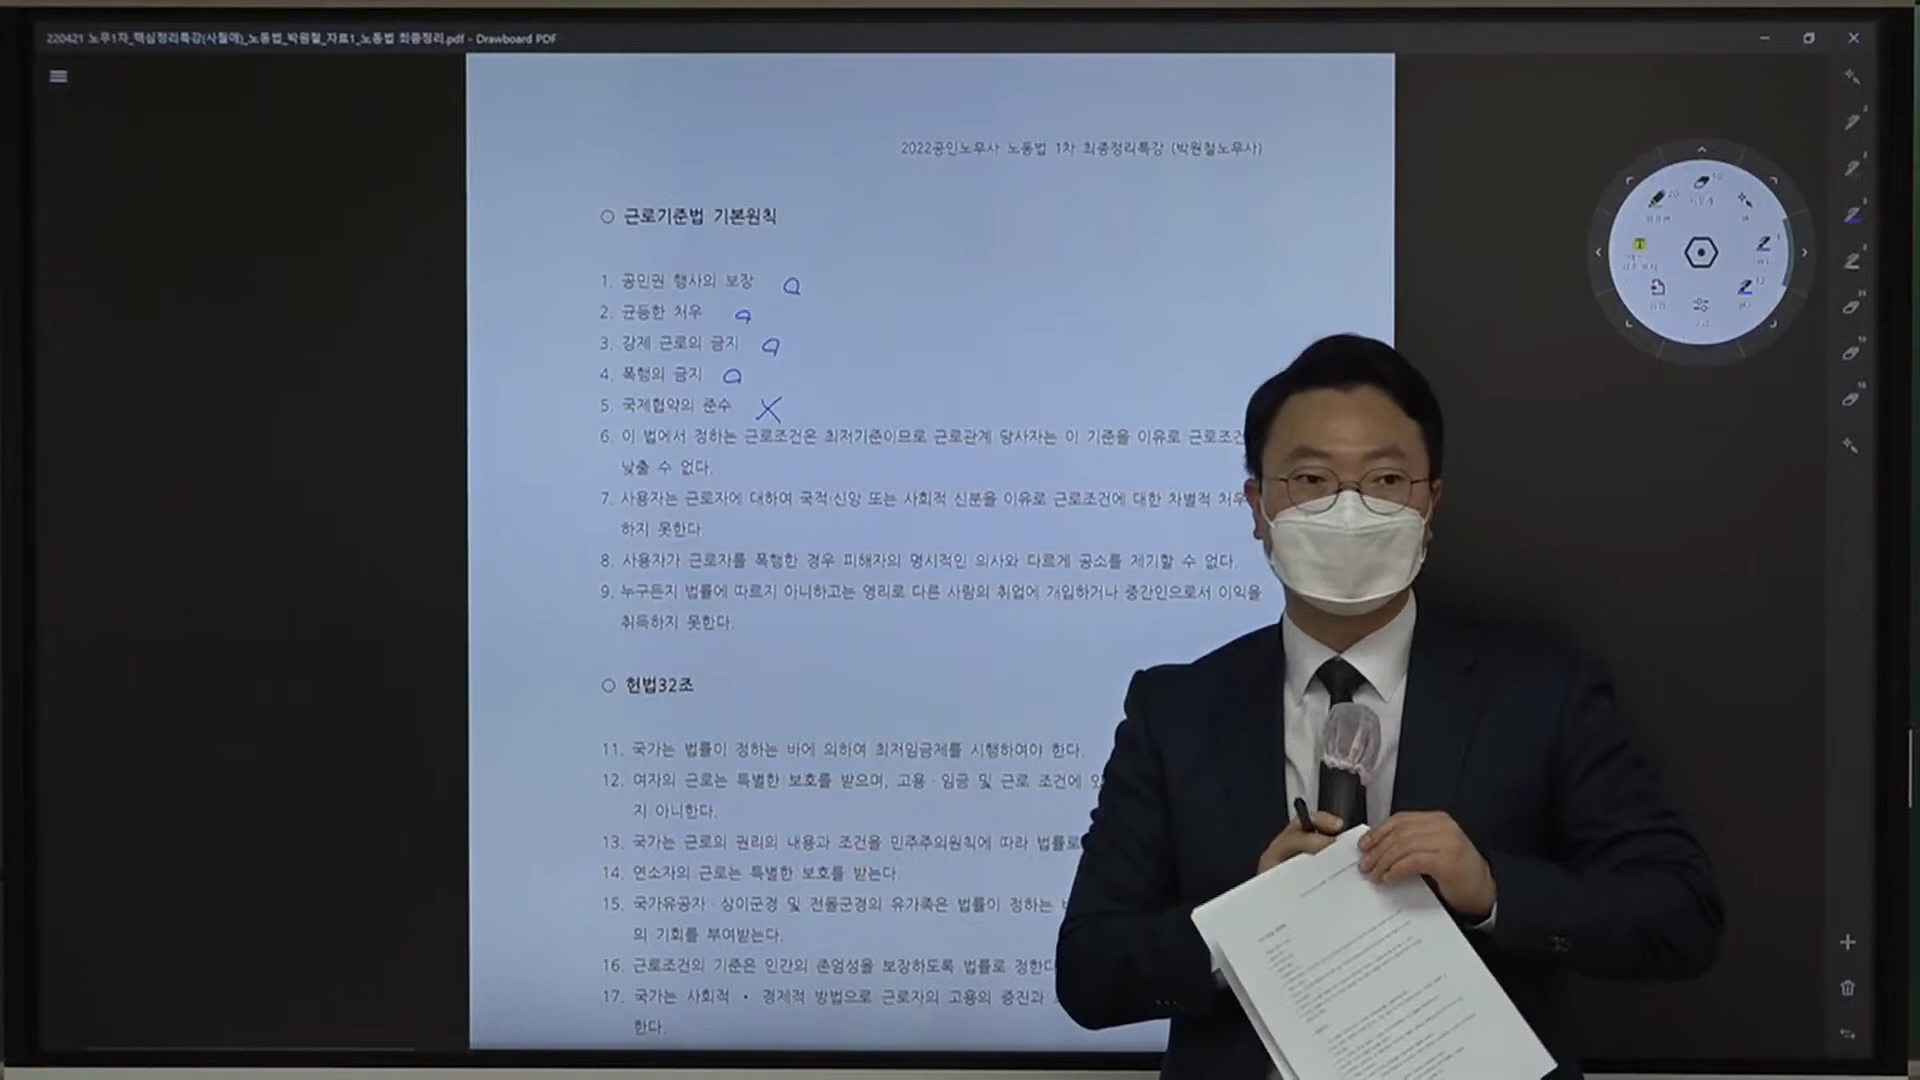 220421 노무1차_핵심정리특강(사월애)_노동법_박원철_자료1_노동법 최종정리.pdf - Drawboard PDF
2022공인노무사 노동법 1차 최종정리특강 (박원철노무사)
○ 근로기준법 기본원칙
1. 공민권 행사의 보장
2. 균등한 처우
3. 강제 근로의 금지
4. 폭행의 금지
5. 국제협약의 준수 X
6. 이 법에서 정하는 근로조건은 최저기준이므로 근로관계 당사자는 이 기준을 이유로 근로조건
낮출 수 없다.
7. 사용자는 근로자에 대하여 국적·신앙 또는 사회적 신분을 이유로 근로조건에 대한 차별적 처우
하지 못한다.
8. 사용자가 근로자를 폭행한 경우 피해자의 명시적인 의사와 다르게 공소를 제기할 수 없다.
9. 누구든지 법률에 따르지 아니하고는 영리로 다른 사람의 취업에 개입하거나 중간인으로서 이익을
취득하지 못한다.
○ 헌법32조
11. 국가는 법률이 정하는 바에 의하여 최저임금제를 시행하여야 한다.
12. 여자의 근로는 특별한 보호를 받으며, 고용·임금 및 근로 조건에
지 아니한다.
13. 국가는 근로의 권리의 내용과 조건을 민주주의원칙에 따라 법률로
14. 연소자의 근로는 특별한 보호를 받는다.
15. 국가유공자·상이군경 및 전몰군경의 유가족은 법률이 정하는
의 기회를 부여받는다.
16. 근로조건의 기준은 인간의 존엄성을 보장하도록 법률로 정한다
17. 국가는 사회적 • 경제적 방법으로 근로자의 고용의 증진과
한다.